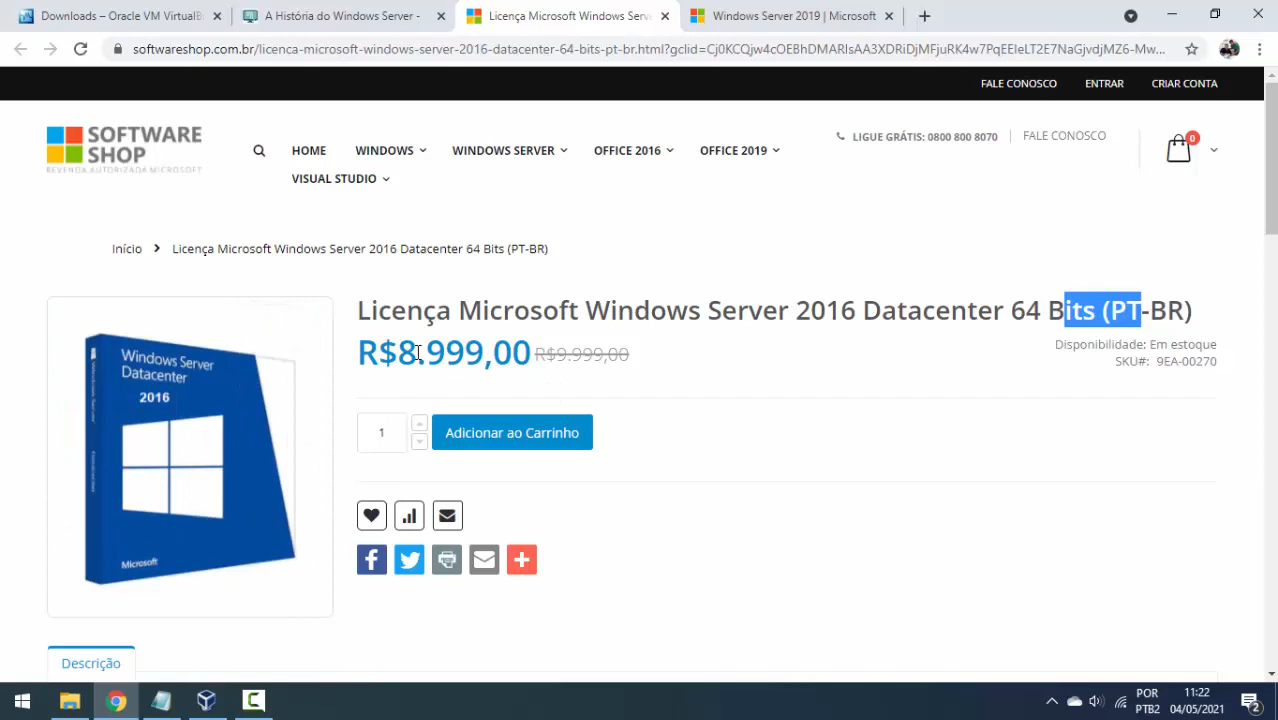 Downloads – Oracle VM VirtualB
A História do Windows Server -
Licença Microsoft Windows Serve
Windows Server 2019 | Microsoft
softwareshop.com.br/licenca-microsoft-windows-server-2016-datacenter-64-bits-pt-br.html?gclid=Cj0KCQjw4cOEBhDMARIsAA3XDRiDjMFjuRK4w7PqEEIeLT2E7NaGjvdjMZ6-Mw...
FALE CONOSCO ENTRAR CRIAR CONTA
SOFTWARE
SHOP
REVENDA AUTORIZADA MICROSOFT
HOME WINDOWS WINDOWS SERVER OFFICE 2016 OFFICE 2019
VISUAL STUDIO
LIGUE GRÁTIS: 0800 800 8070 FALE CONOSCO
0
Início Licença Microsoft Windows Server 2016 Datacenter 64 Bits (PT-BR)
Licença Microsoft Windows Server 2016 Datacenter 64 Bits (PT-BR)
R$8.999,00 R$9.999,00
Disponibilidade: Em estoque
SKU#: 9EA-00270
1 Adicionar ao Carrinho
Windows Server
Datacenter
2016
Microsoft
Descrição
POR
PTB2
11:22
04/05/2021
2